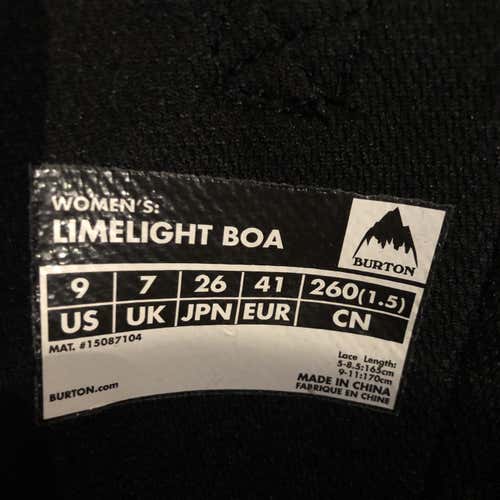 WOMEN'S:
LIMELIGHT BOA
BURTON
9 7 26 41 260(1.5)
US UK JPN EUR CN
MAT. #15087104
Lace Length:
5-8.5:165cm
9-11:170cm
MADE IN CHINA
FABRIQUE EN CHINE
BURTON.com